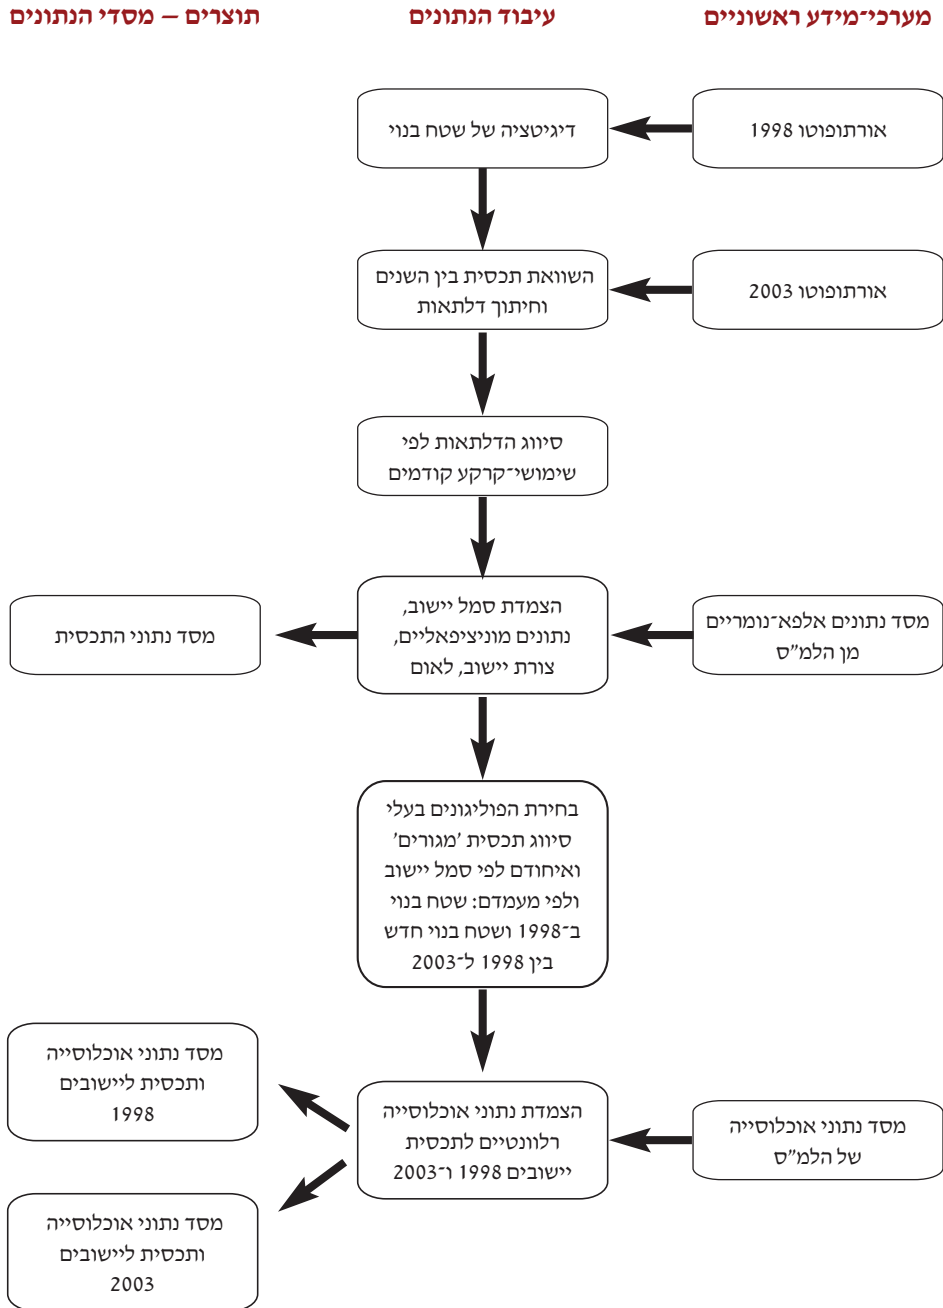 מערכי־מידע ראשוניים
עיבוד הנתונים
תוצרים – מסדי הנתונים
אורתופוטו 1998
דיגיטציה של שטח בנוי
אורתופוטו 2003
השוואת תכסית בין השנים
וחיתוך דלתאות
סיווג הדלתאות לפי
שימושי־קרקע קודמים
מסד נתונים אלפא־נומריים
מן הלמ"ס
הצמדת סמל יישוב,
נתונים מוניציפאליים,
צורת יישוב, לאום
מסד נתוני התכסית
בחירת הפוליגונים בעלי
סיווג תכסית 'מגורים'
ואיחודם לפי סמל יישוב
ולפי מעמדם: שטח בנוי
ב־1998 ושטח בנוי חדש
בין 1998 ל־2003
מסד נתוני אוכלוסייה
של הלמ"ס
הצמדת נתוני אוכלוסייה
רלוונטיים לתכסית
יישובים 1998 ו־2003
מסד נתוני אוכלוסייה
ותכסית ליישובים
1998
מסד נתוני אוכלוסייה
ותכסית ליישובים
2003